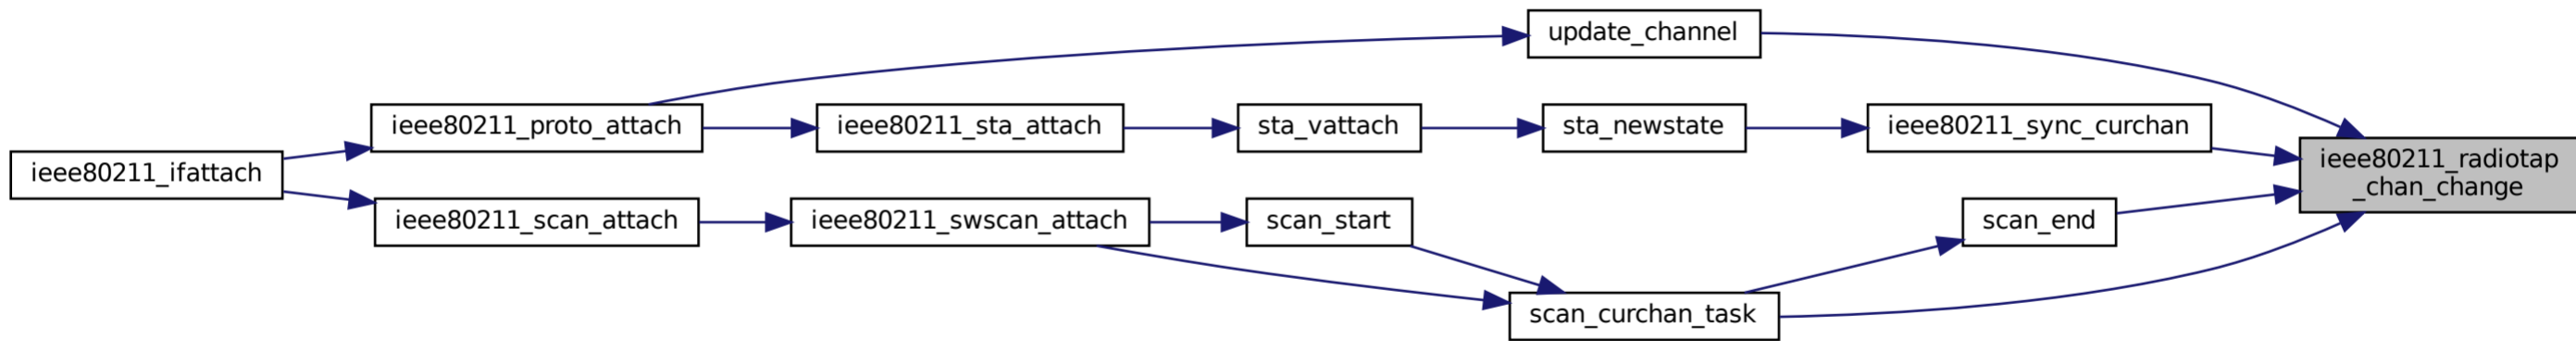 update_channel
ieee80211_proto_attach
ieee80211_sta_attach
sta_vattach
sta_newstate
ieee80211_sync_curchan
ieee80211_radiotap
_chan_change
ieee80211_ifattach
ieee80211_scan_attach
ieee80211_swscan_attach
scan_start
scan_end
scan_curchan_task